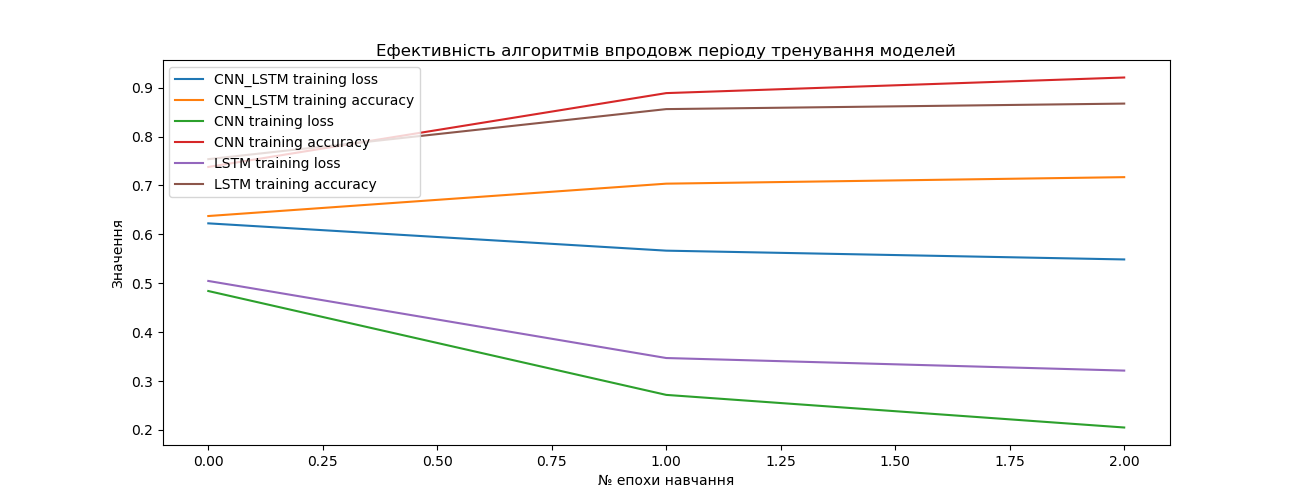 Ефективність алгоритмів впродовж періоду тренування моделей
CNN_LSTM training loss
CNN_LSTM training accuracy
CNN training loss
CNN training accuracy
LSTM training loss
LSTM training accuracy
Значення
0.9
0.8
0.7
0.6
0.5
0.4
0.3
0.2
0.00 0.25 0.50 0.75 1.00 1.25 1.50 1.75 2.00
№ епохи навчання